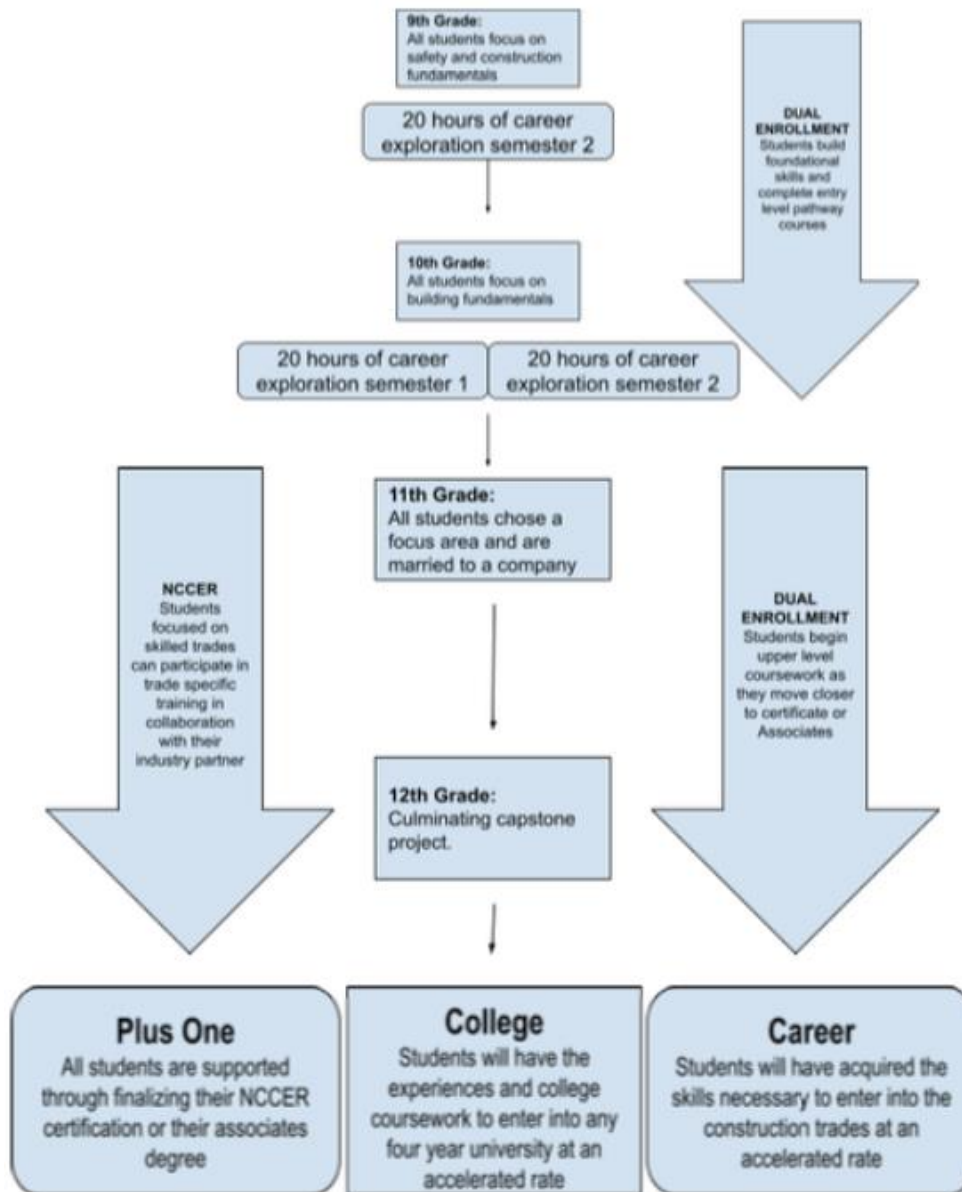 9th Grade:
All students focus on
safety and construction
fundamentals
20 hours of career
exploration semester 2
DUAL
ENROLLMENT
Students build
foundational
skills and
complete entry
level pathway
courses
10th Grade:
All students focus on
building fundamentals
20 hours of career
exploration semester 1
20 hours of career
exploration semester 2
11th Grade:
All students chose a
focus area and are
married to a company
NCCER
Students
focused on
skilled trades
can participate in
trade specific
training in
collaboration
with their
industry partner
DUAL
ENROLLMENT
Students begin
upper level
coursework as
they move closer
to certificate or
Associates
12th Grade:
Culminating capstone
project.
Plus One
All students are supported
through finalizing their NCCER
certification or their associates
degree
College
Students will have the
experiences and college
coursework to enter into any
four year university at an
accelerated rate
Career
Students will have acquired the
skills necessary to enter into the
construction trades at an
accelerated rate